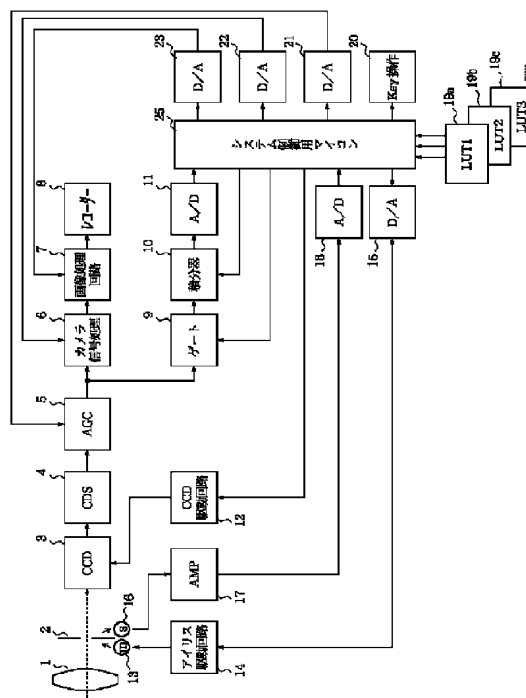 1
2
3
CCD
4
CDS
5
AGC
6
カメラ
信号処理
7
画像処理
回路
8
レコーダー
13
16
S
9
ゲート
10
積分器
11
A/D
12
CCD
駆動回路
17
AMP
14
アイリス
駆動回路
25
システム制御用マイコン
23
D/A
22
D/A
21
D/A
20
Key操作
18
A/D
15
D/A
19a
LUT1
19b
LUT2
19c
LUT3